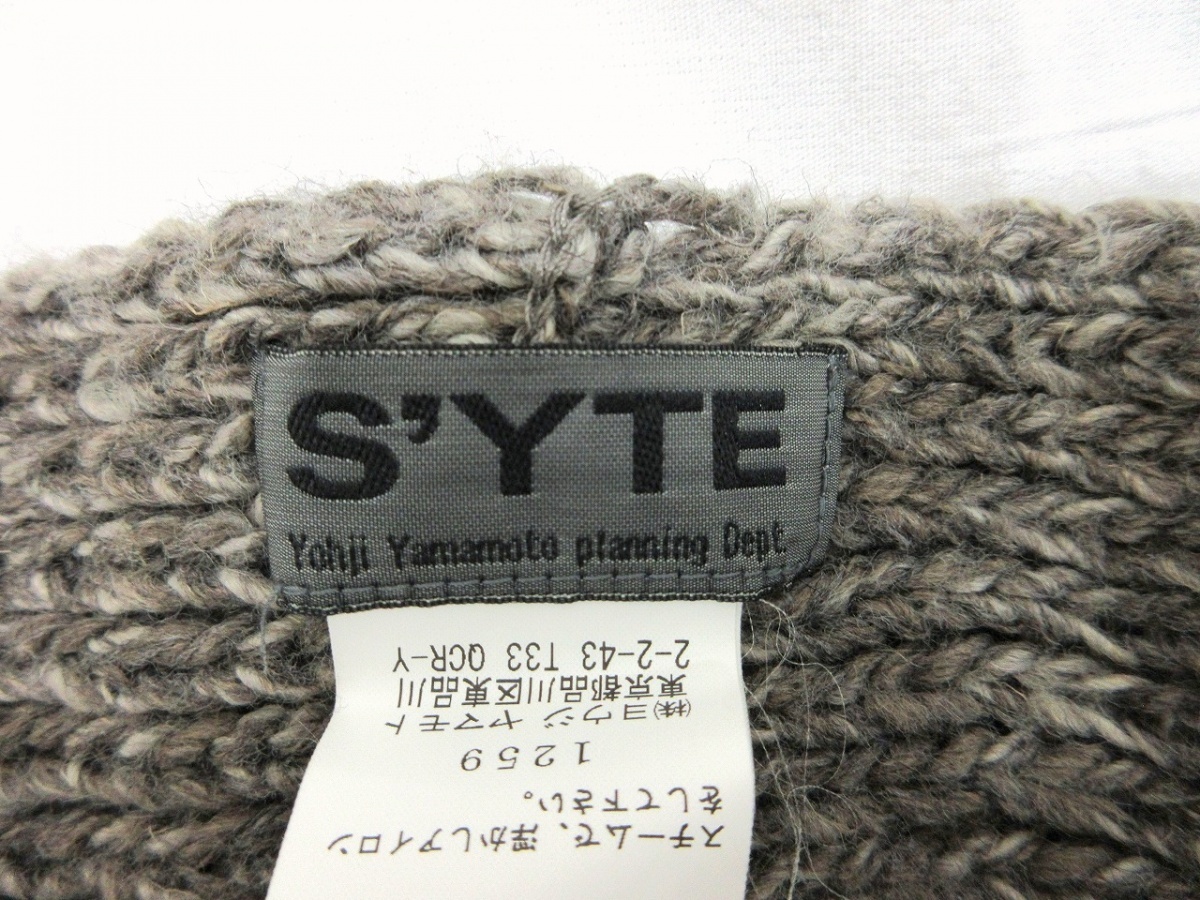 S'YTE
Yohji Yamamoto planning Dept.
スチームで、浮かしアイロン
をして下さい。
1259
㈱ヨウジ ヤマモト
東京都品川区東品川
2-2-43 T33 QCR-Y